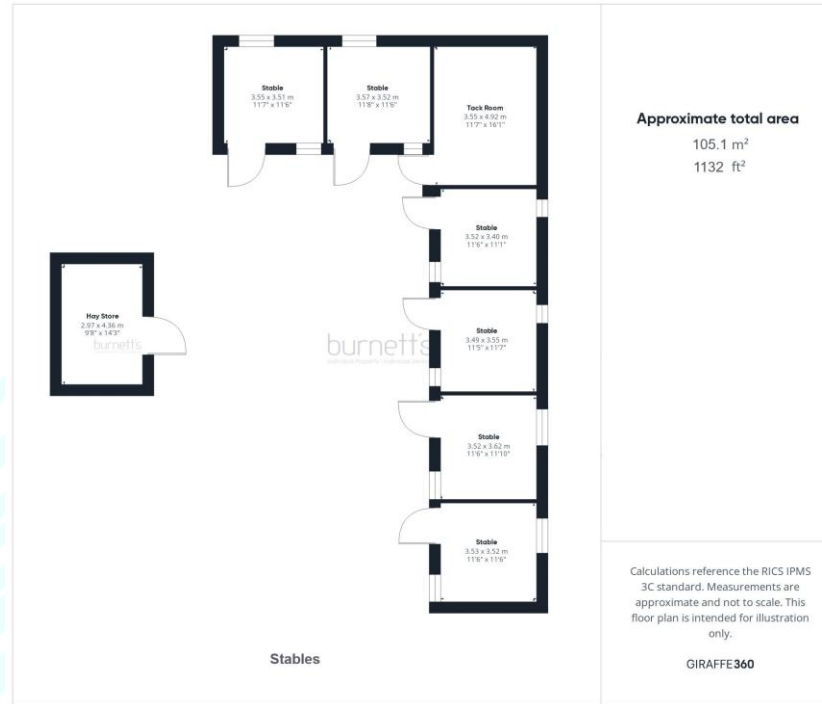 Stable
3.55 x 3.51 m
11'7" x 11'6"
Stable
3.57 x 3.52 m
11'8" x 11'6"
Tack Room
3.55 x 4.92 m
11'7" x 16'1"
Stable
3.52 x 3.40 m
11'6" x 11'1"
Hay Store
2.97 x 4.36 m
9'8" x 14'3"
burnett's
Stable
3.49 x 3.55 m
11'5" x 11'7"
burnett's
Stable
3.52 x 3.62 m
11'6" x 11'10"
Stable
3.53 x 3.52 m
11'6" x 11'6"
Stables
Approximate total area
105.1 m²
1132 ft²
Calculations reference the RICS IPMS
3C standard. Measurements are
approximate and not to scale. This
floor plan is intended for illustration
only.
GIRAFFE360